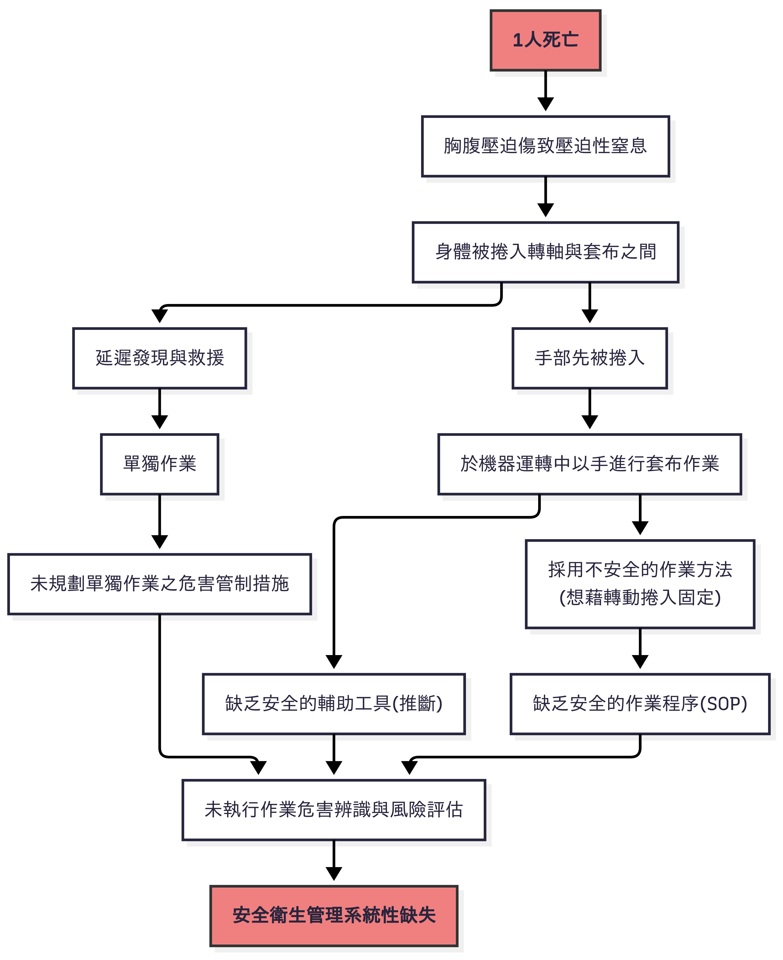 1人死亡
胸腹壓迫傷致壓迫性窒息
身體被捲入轉軸與套布之間
延遲發現與救援
手部先被捲入
單獨作業
於機器運轉中以手進行套布作業
未規劃單獨作業之危害管制措施
採用不安全的作業方法
(想藉轉動捲入固定)
缺乏安全的輔助工具(推斷)
缺乏安全的作業程序(SOP)
未執行作業危害辨識與風險評估
安全衛生管理系統性缺失